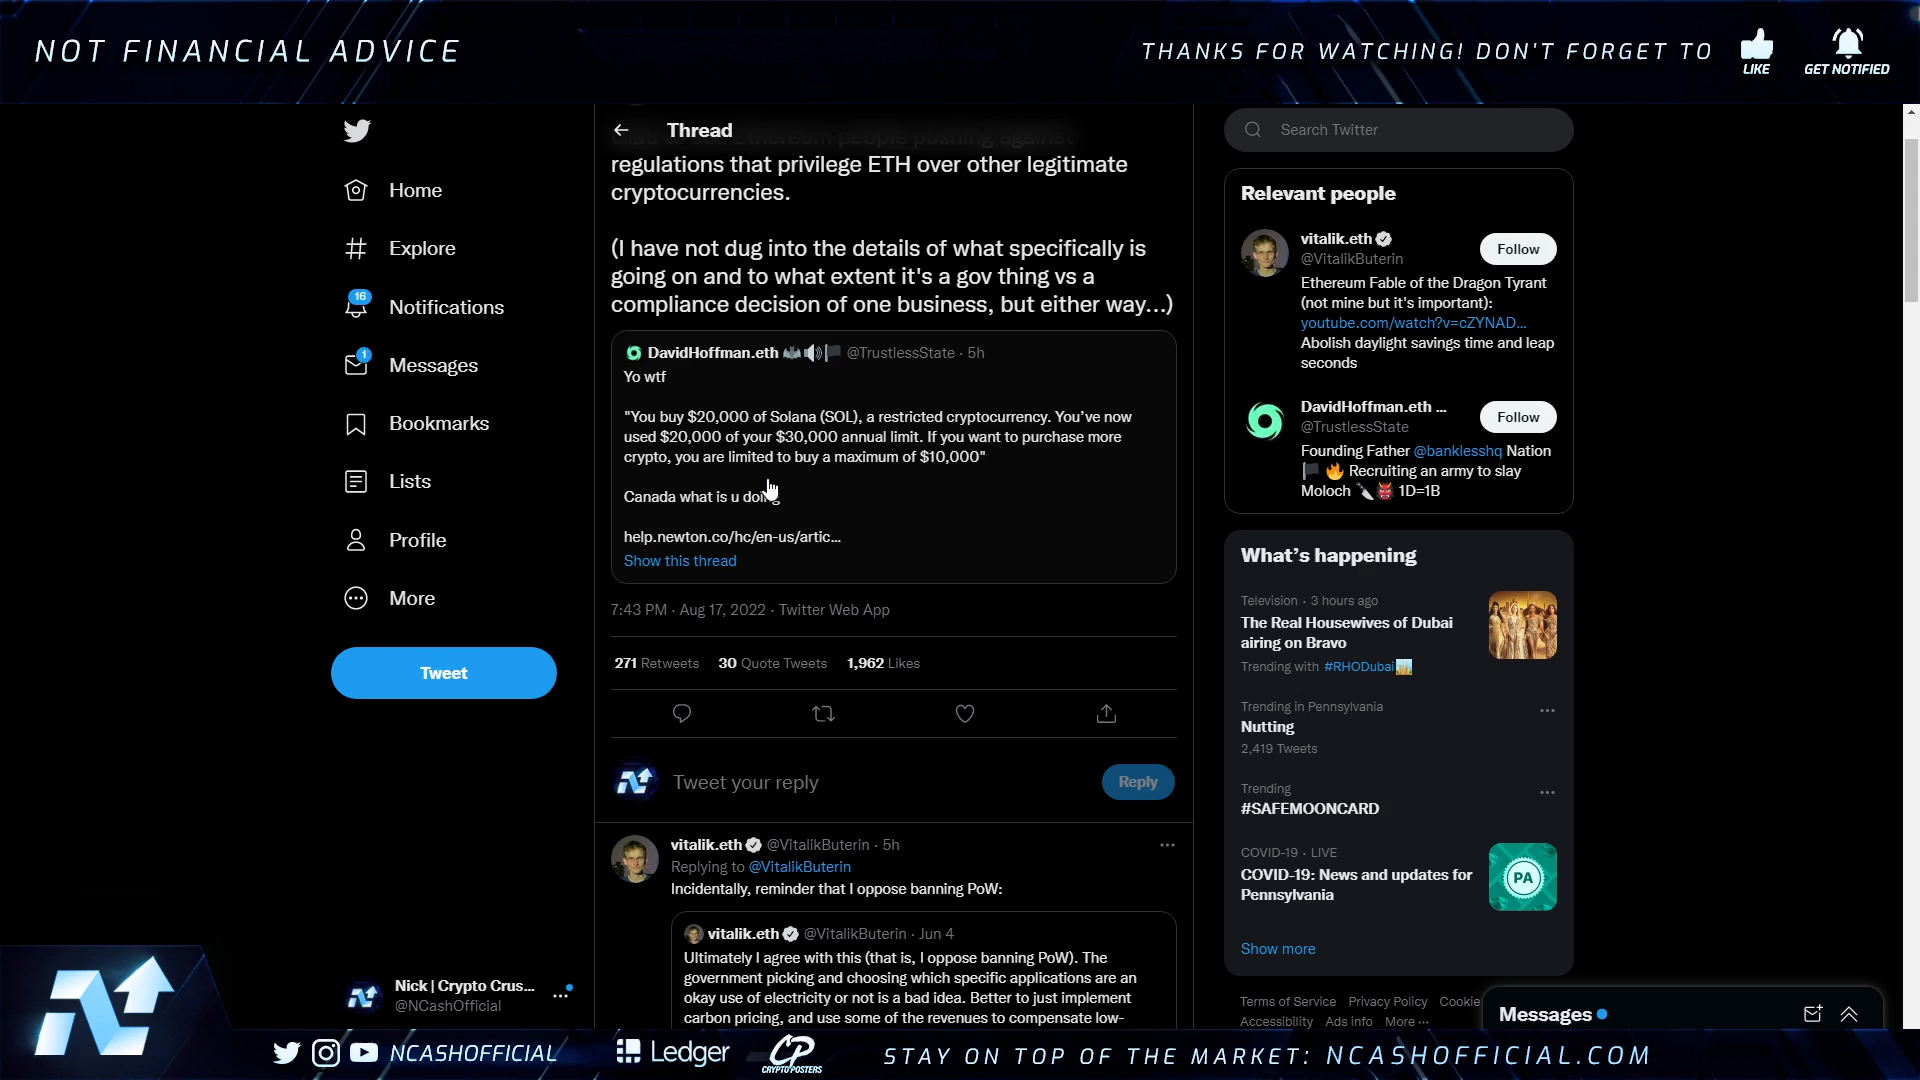 NOT FINANCIAL ADVICE
THANKS FOR WATCHING! DON'T FORGET TO
LIKE
GET NOTIFIED
Home
Explore
16
Notifications
1
Messages
Bookmarks
Lists
Profile
More
Tweet
Nick | Crypto Crus...
@NCashOfficial
Thread
Ethereum people pushing against
regulations that privilege ETH over other legitimate
cryptocurrencies.
(I have not dug into the details of what specifically is
going on and to what extent it's a gov thing vs a
compliance decision of one business, but either way...)
DavidHoffman.eth 🦇🔊🏴 @TrustlessState · 5h
Yo wtf
"You buy $20,000 of Solana (SOL), a restricted cryptocurrency. You've now
used $20,000 of your $30,000 annual limit. If you want to purchase more
crypto, you are limited to buy a maximum of $10,000"
Canada what is u doing
help.newton.co/hc/en-us/artic...
Show this thread
7:43 PM · Aug 17, 2022 · Twitter Web App
271 Retweets 30 Quote Tweets 1,962 Likes
Tweet your reply
Reply
vitalik.eth @VitalikButerin · 5h
Replying to @VitalikButerin
Incidentally, reminder that I oppose banning PoW:
vitalik.eth @VitalikButerin · Jun 4
Ultimately I agree with this (that is, I oppose banning PoW). The
government picking and choosing which specific applications are an
okay use of electricity or not is a bad idea. Better to just implement
carbon pricing, and use some of the revenues to compensate low-
Search Twitter
Relevant people
vitalik.eth
@VitalikButerin
Follow
Ethereum Fable of the Dragon Tyrant
(not mine but it's important):
youtube.com/watch?v=cZYNAD...
Abolish daylight savings time and leap
seconds
DavidHoffman.eth ...
@TrustlessState
Follow
Founding Father @banklesshq Nation
🏴 🔥 Recruiting an army to slay
Moloch 🔪👹 1D=1B
What's happening
Television · 3 hours ago
The Real Housewives of Dubai
airing on Bravo
Trending with #RHODubai
Trending in Pennsylvania
Nutting
2,419 Tweets
Trending
#SAFEMOONCARD
COVID-19 · LIVE
COVID-19: News and updates for
Pennsylvania
PA
Show more
Terms of Service Privacy Policy Cookie
Accessibility Ads info More ...
Messages
NCASHOFFICIAL
Ledger
CP
CRYPTO POSTERS
STAY ON TOP OF THE MARKET: NCASHOFFICIAL.COM